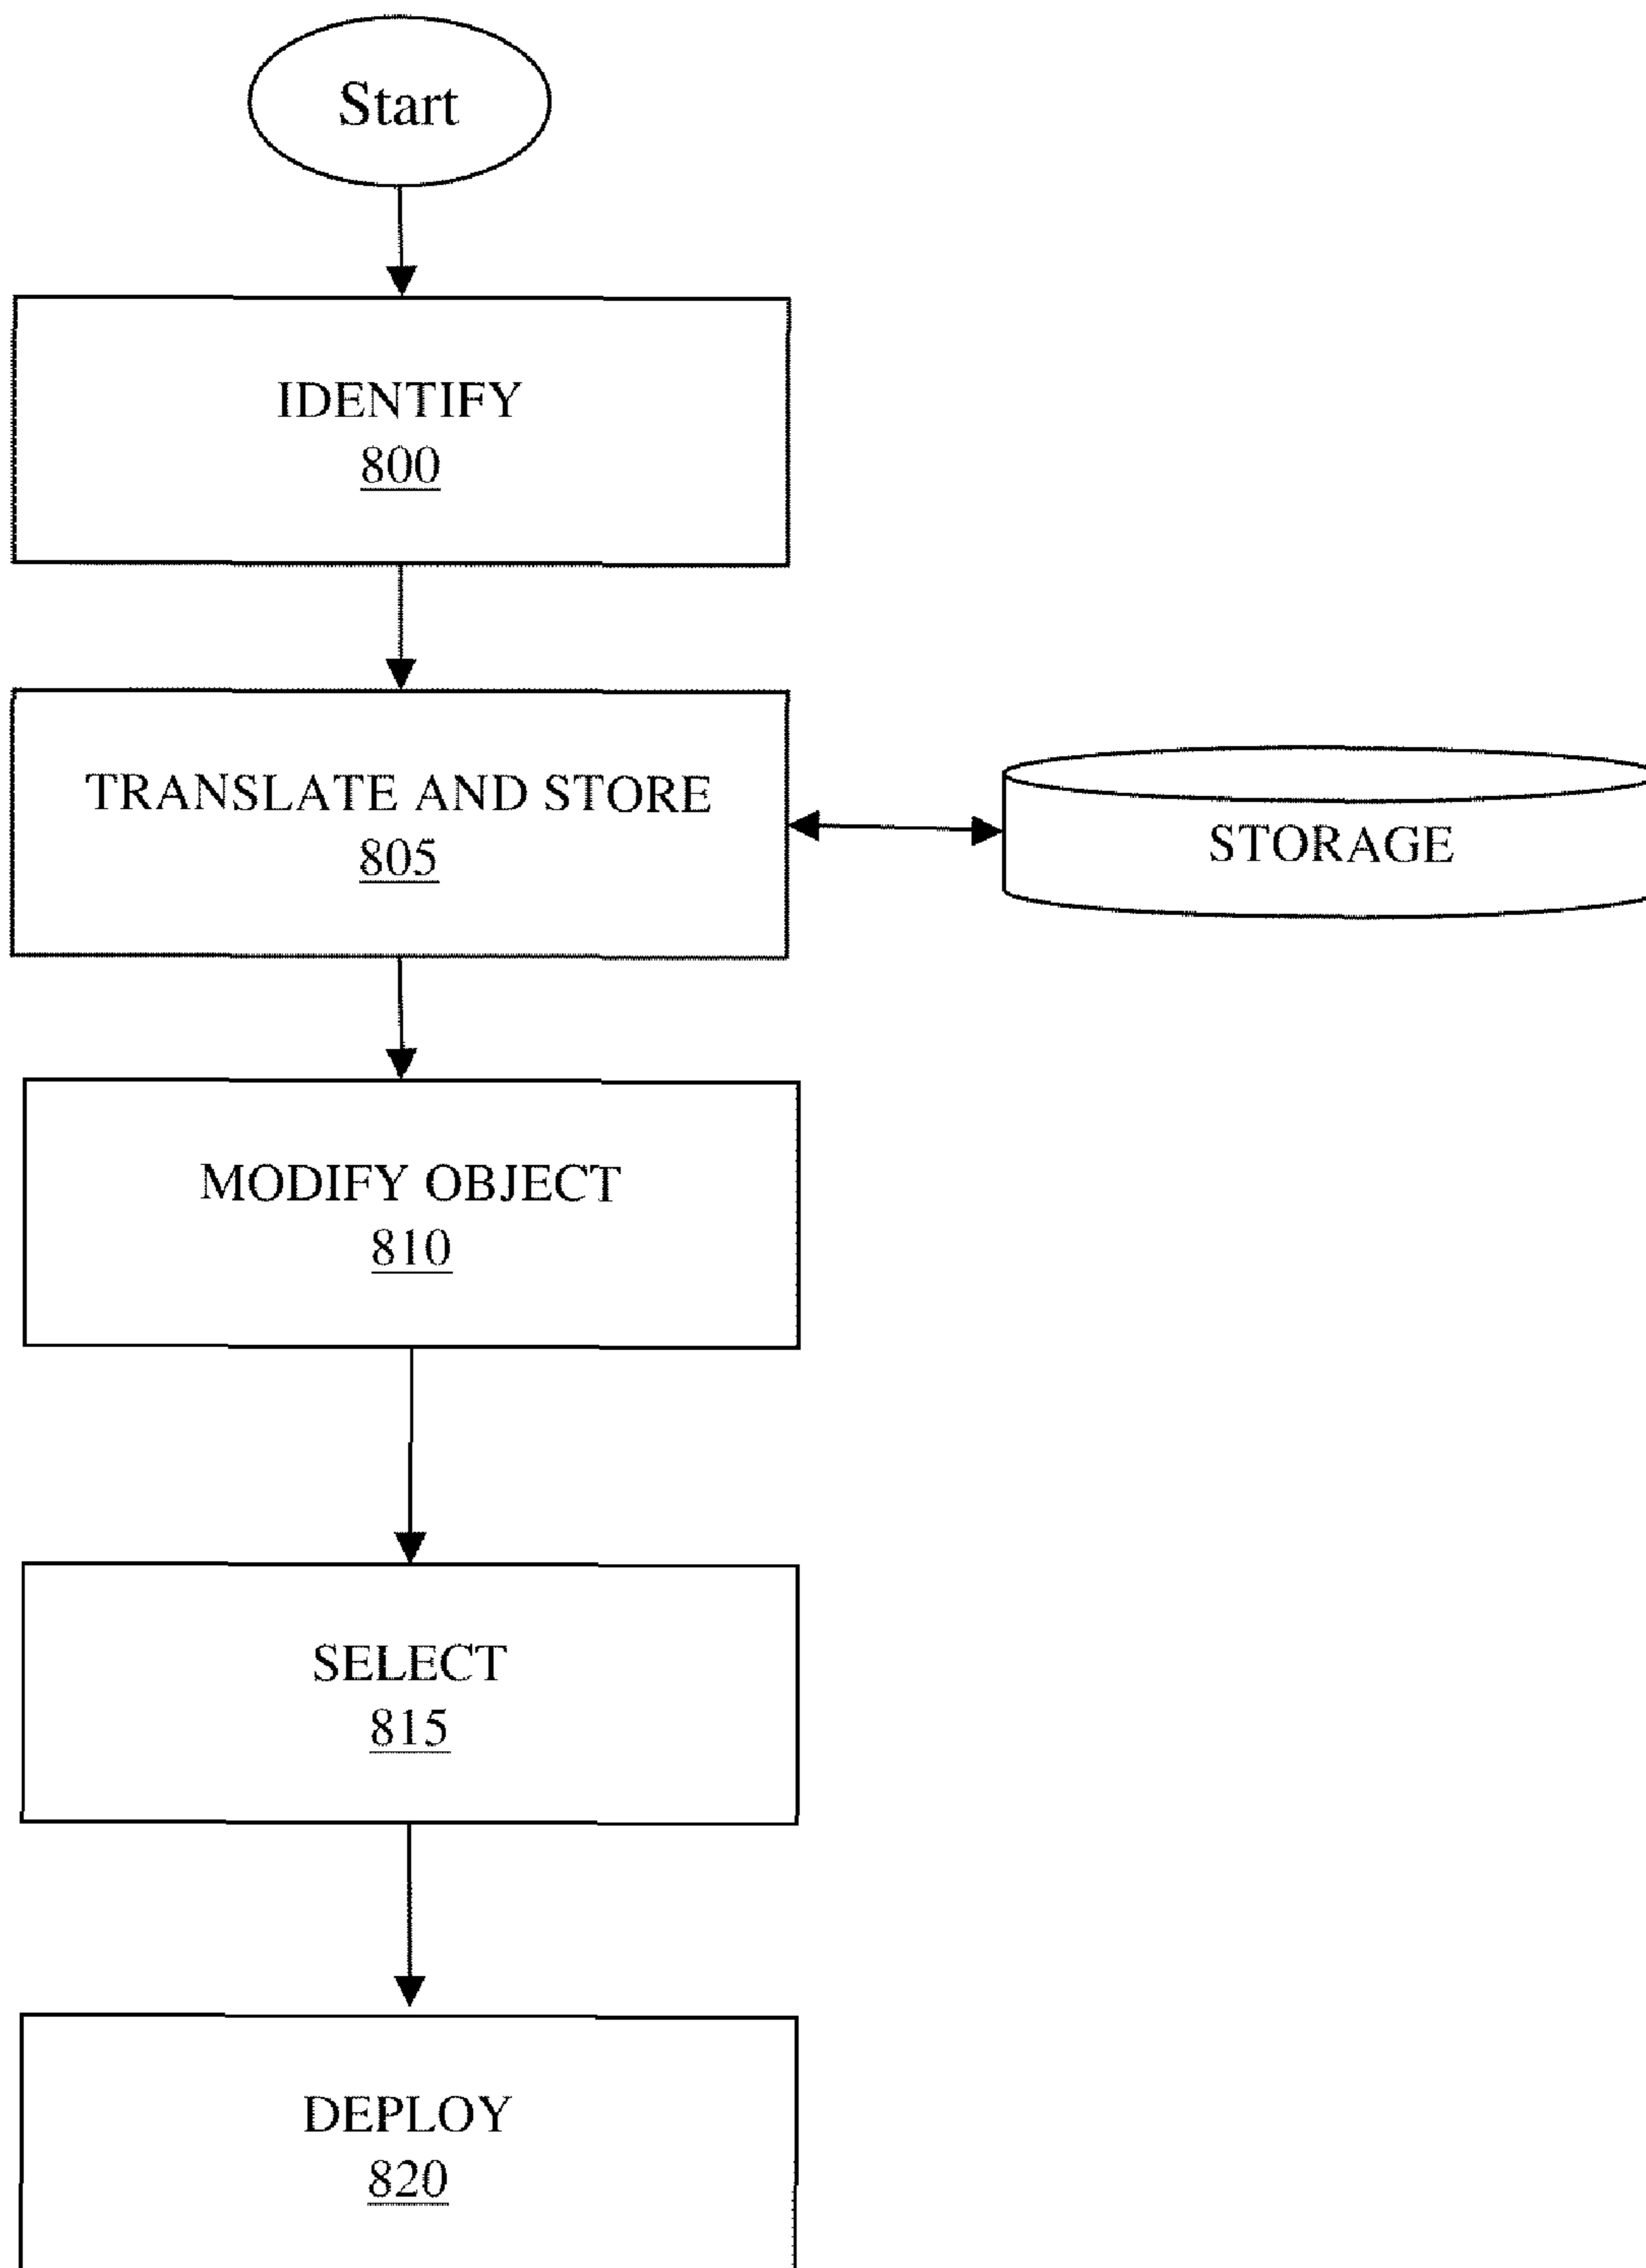 Start
IDENTIFY
800
TRANSLATE AND STORE
805
STORAGE
MODIFY OBJECT
810
SELECT
815
DEPLOY
820